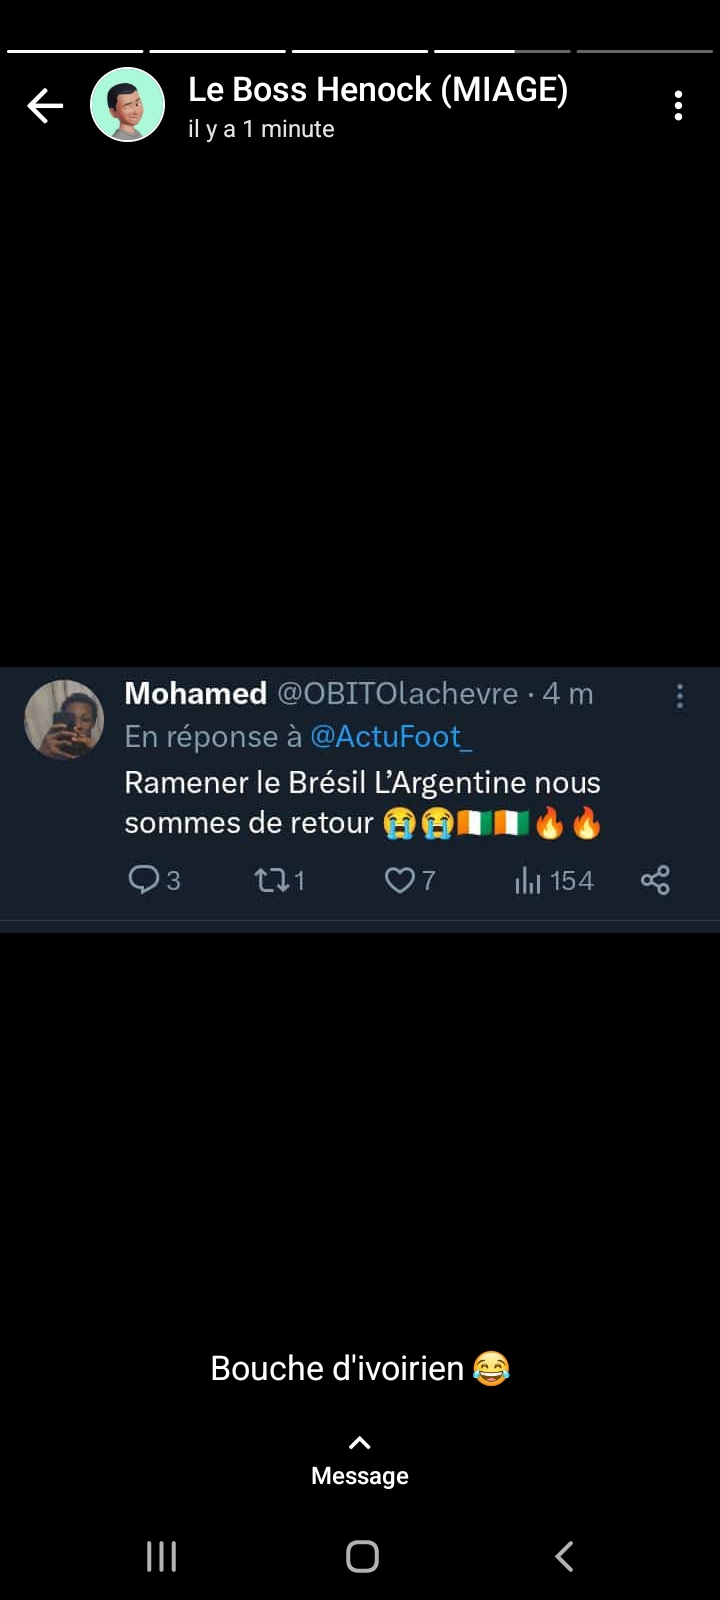 Le Boss Henock (MIAGE)
il y a 1 minute
Mohamed @OBITOlachevre · 4 m
En réponse à @ActuFoot_
Ramener le Brésil L’Argentine nous
sommes de retour 😭😭🇨🇮🇨🇮🔥🔥
3 1 7 154
Bouche d'ivoirien 😂
Message